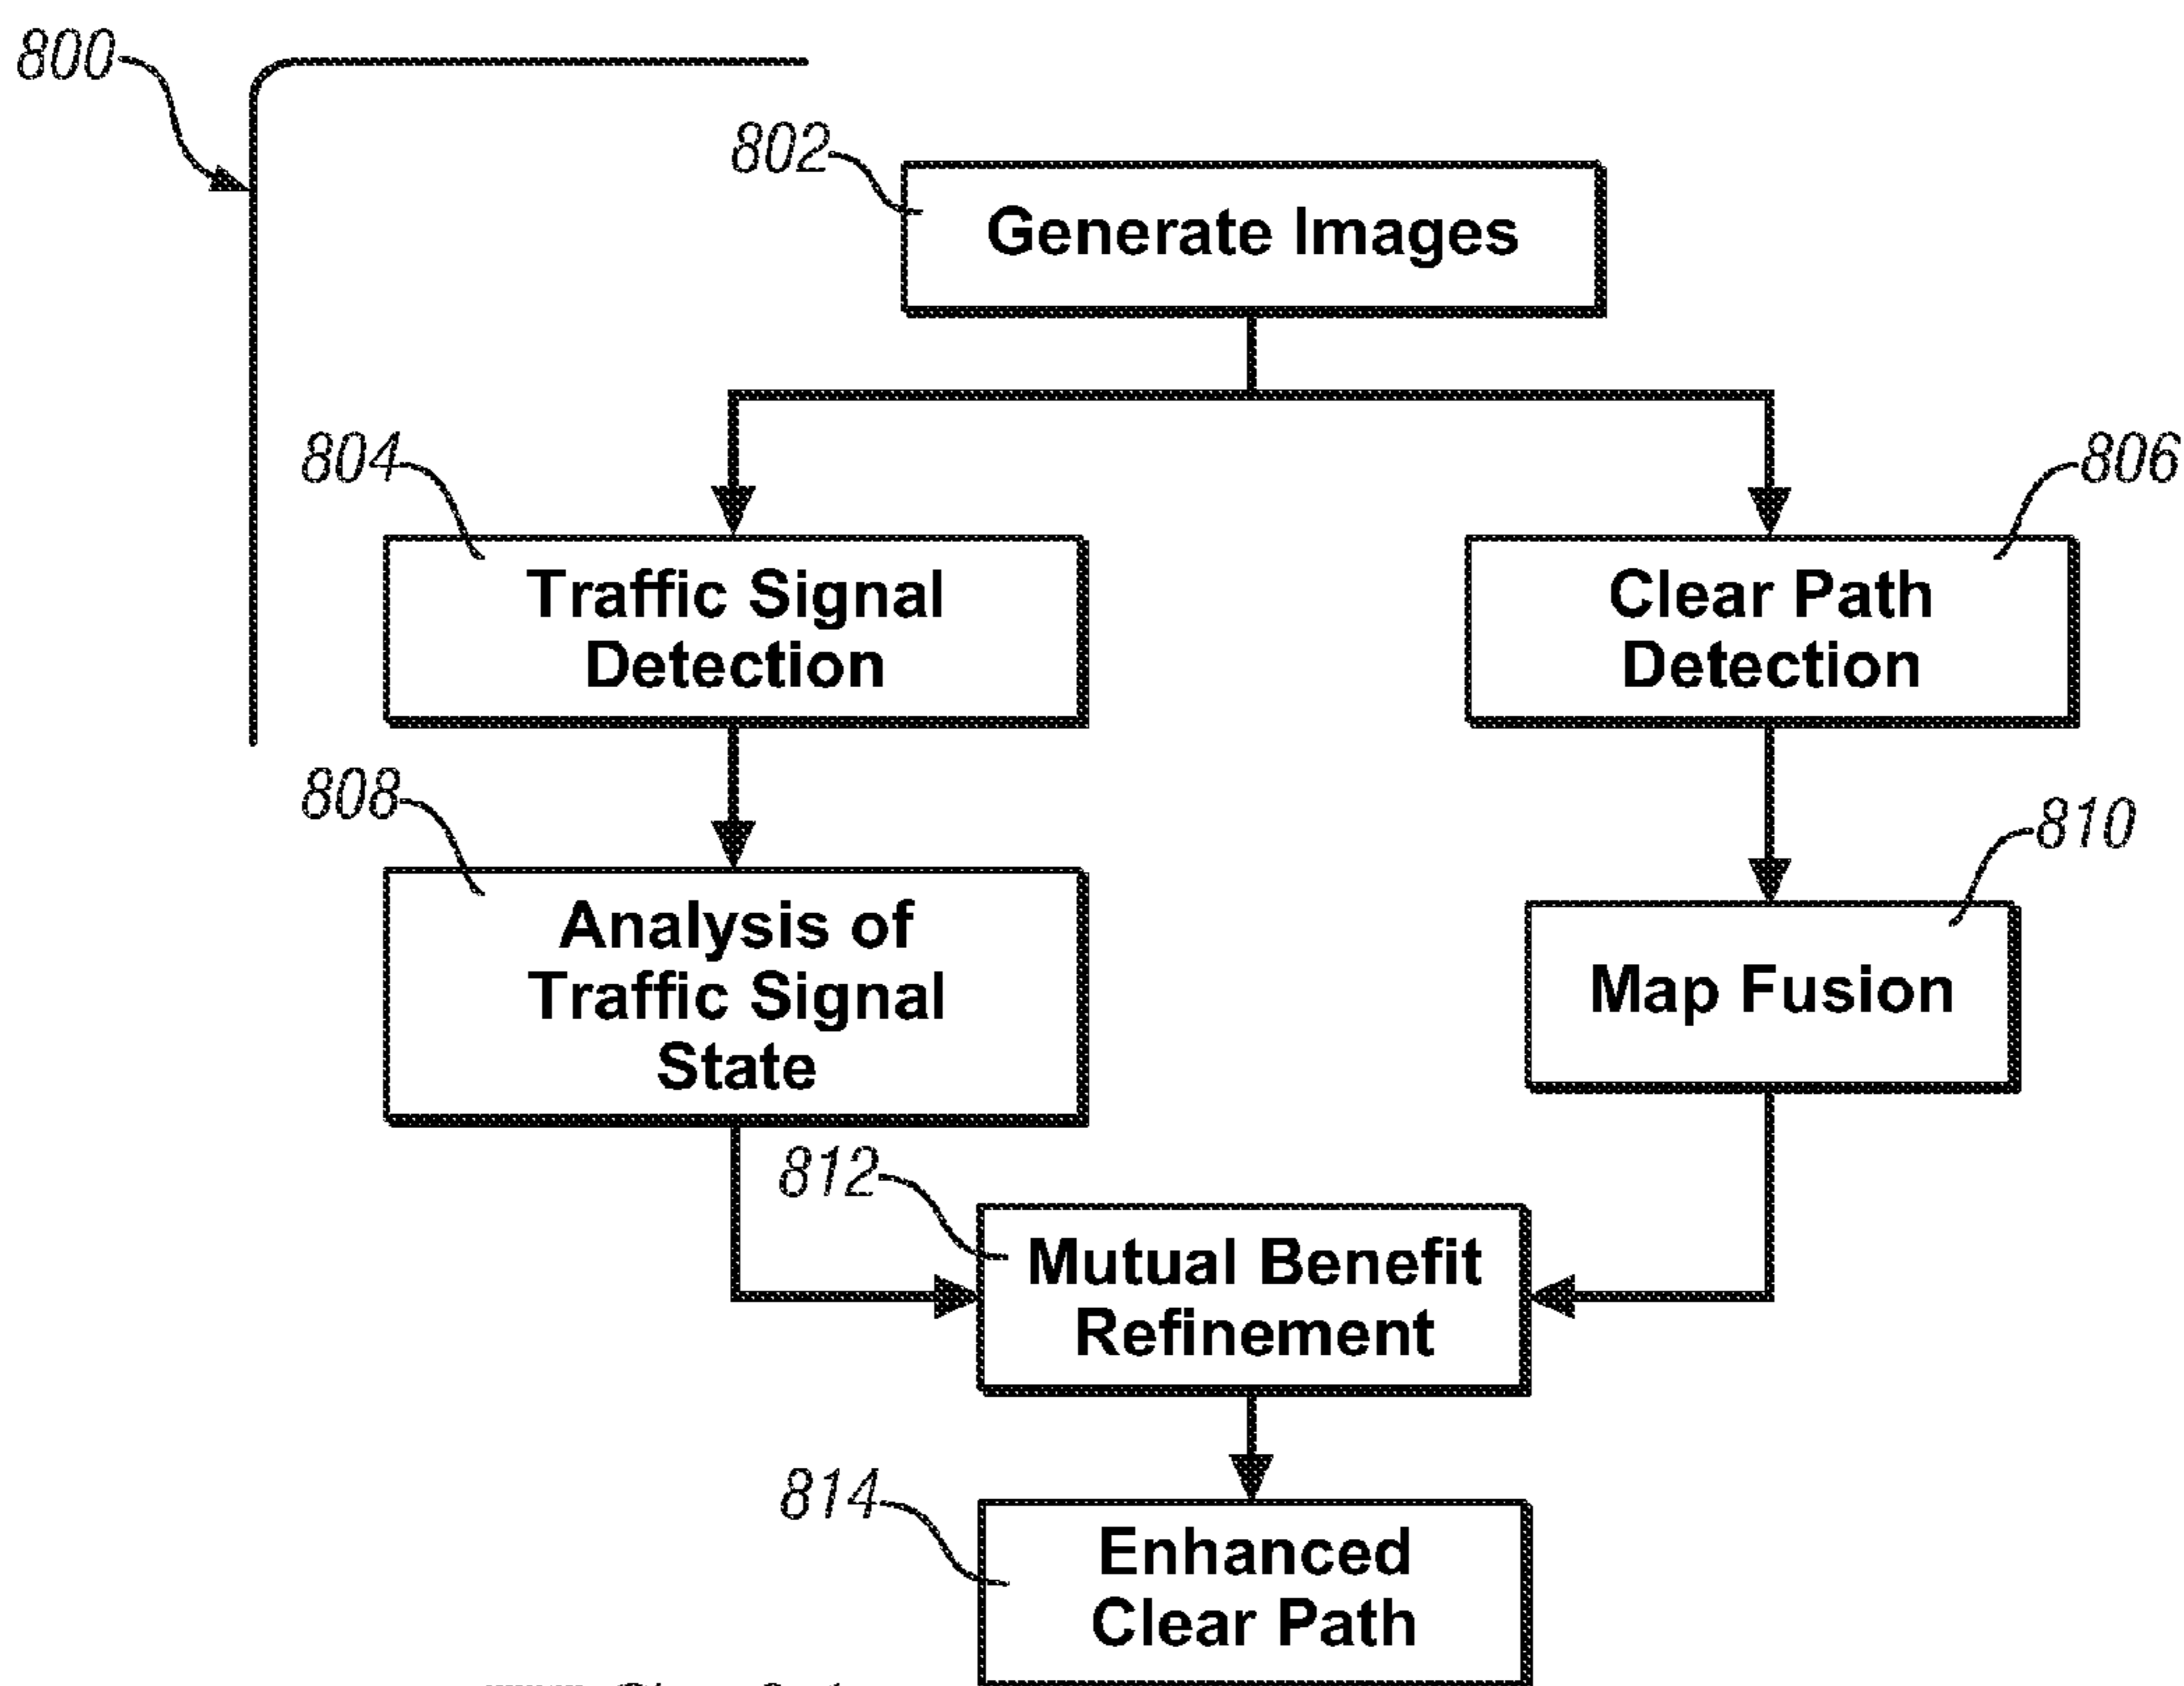 800
802
Generate Images
804
Traffic Signal
Detection
806
Clear Path
Detection
808
Analysis of
Traffic Signal
State
810
Map Fusion
812
Mutual Benefit
Refinement
814
Enhanced
Clear Path